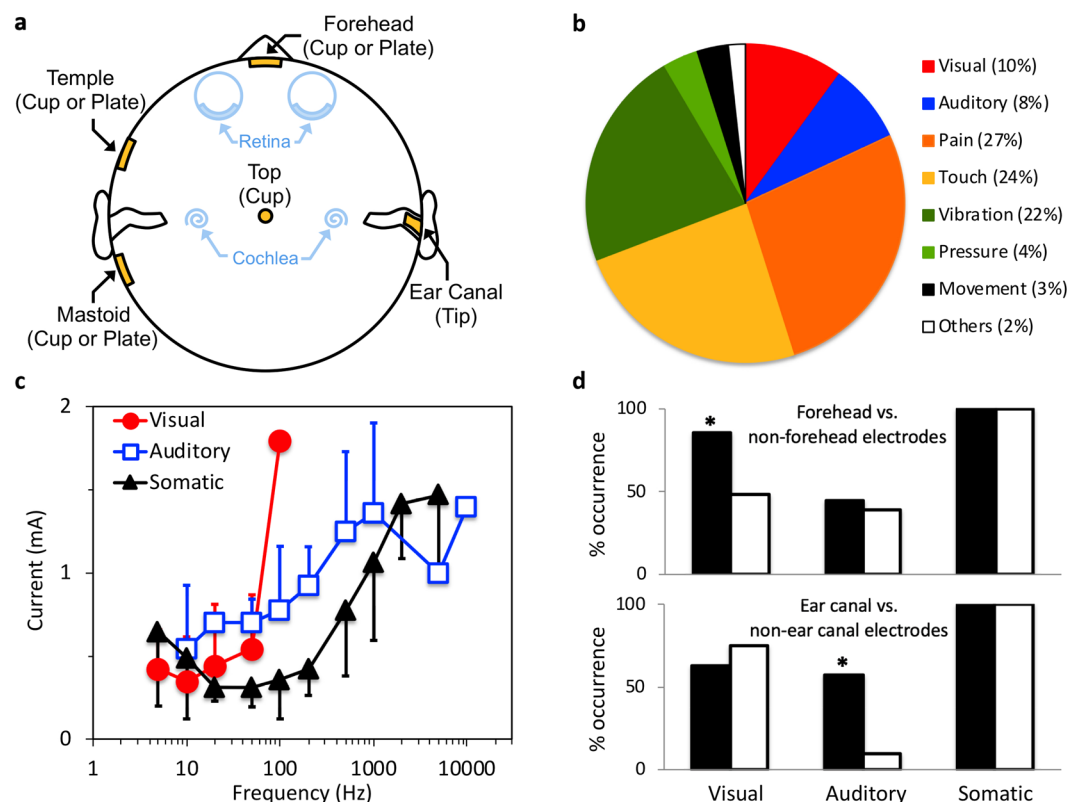 a
Forehead
(Cup or Plate)
Temple
(Cup or Plate)
Retina
Top
(Cup)
Cochlea
Mastoid
(Cup or Plate)
Ear Canal
(Tip)
b
Visual (10%)
Auditory (8%)
Pain (27%)
Touch (24%)
Vibration (22%)
Pressure (4%)
Movement (3%)
Others (2%)
c
2
1
0
Current (mA)
Visual
Auditory
Somatic
1
10
100
1000
10000
Frequency (Hz)
d
100
50
0
% occurrence
*
Forehead vs.
non-forehead electrodes
100
50
0
% occurrence
*
Ear canal vs.
non-ear canal electrodes
Visual
Auditory
Somatic